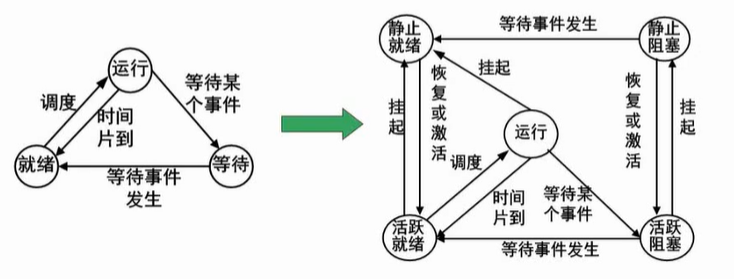 运行
调度
等待某
个事件
时间
片到
就绪
等待
等待事件
发生
静止
就绪
等待事件发生
静止
阻塞
挂起
挂
起
恢
复
或
激
活
运行
恢
复
或
激
活
挂
起
调度
时间
片到
等待某
个事件
活跃
就绪
等待事件发生
活跃
阻塞